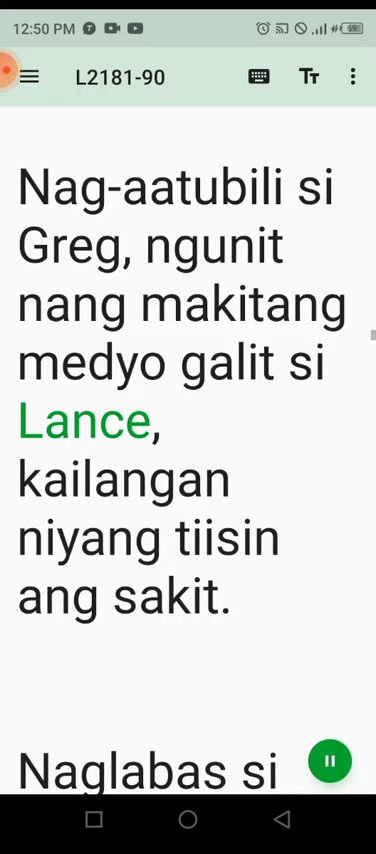 12:50 PM
L2181-90
Nag-aatubili si
Greg, ngunit
nang makitang
medyo galit si
Lance,
kailangan
niyang tiisin
ang sakit.
Naglabas si